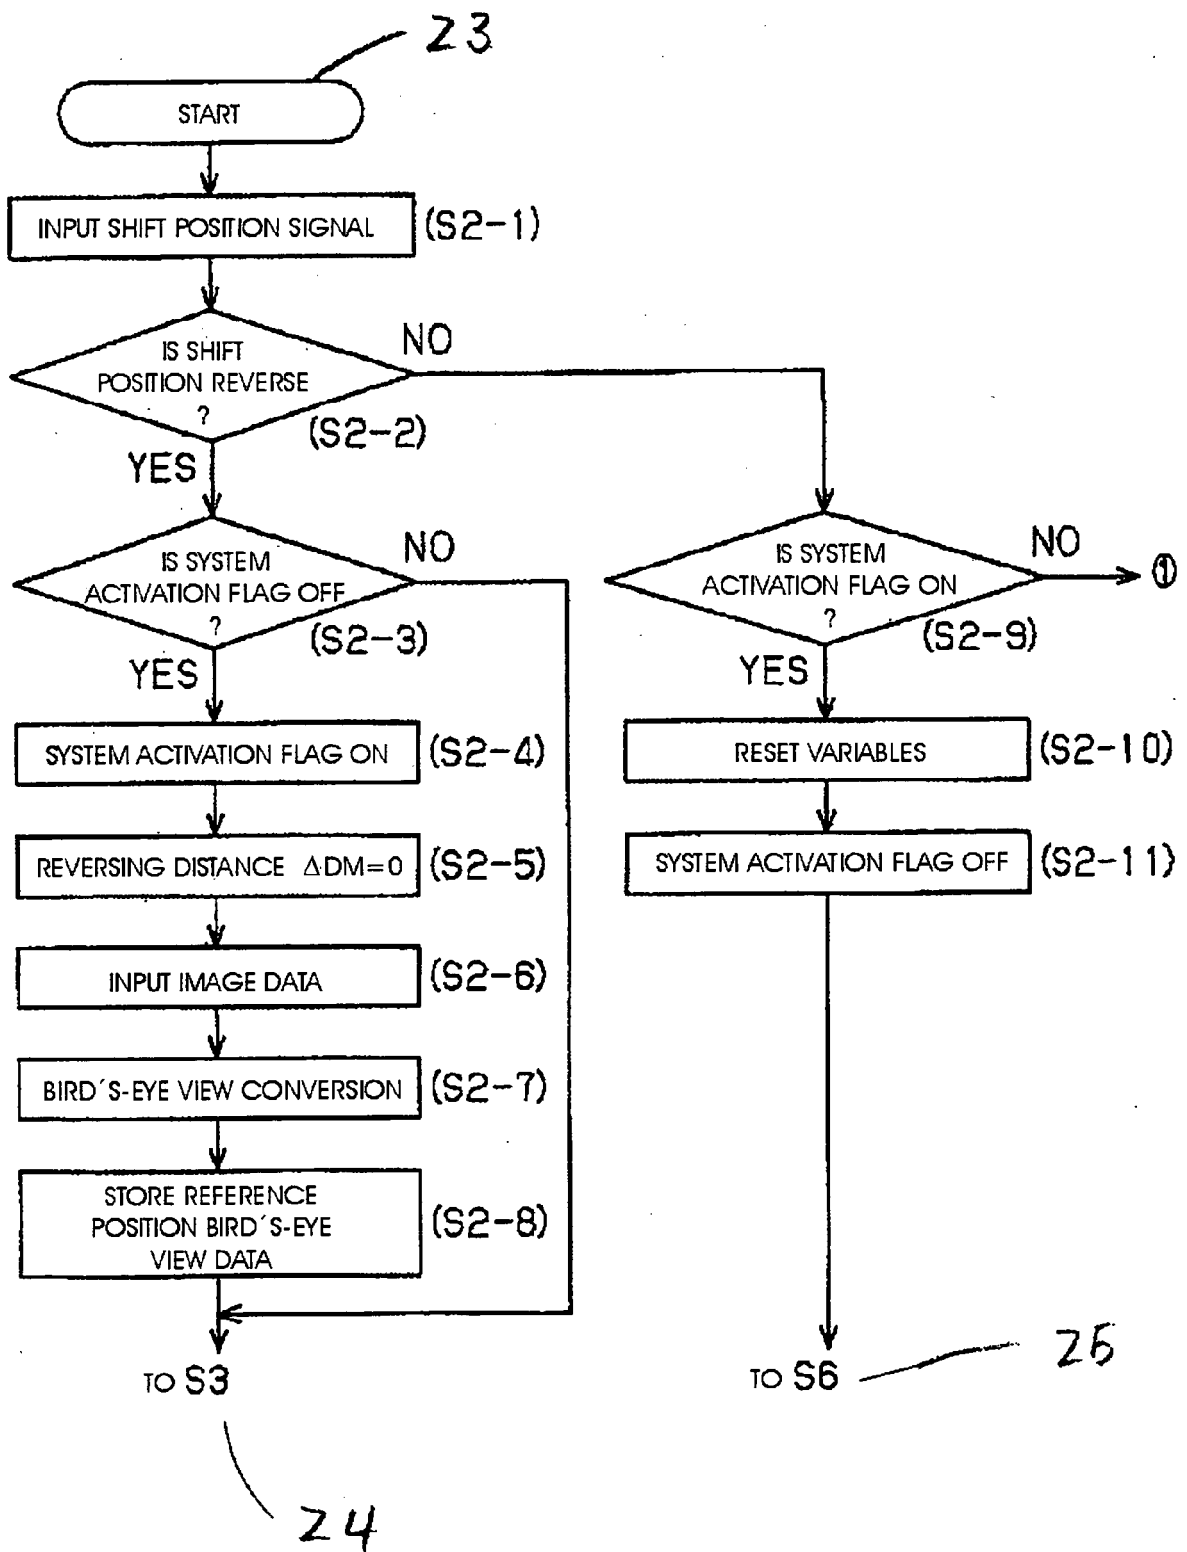 23
START
INPUT SHIFT POSITION SIGNAL (S2-1)
IS SHIFT
POSITION REVERSE
?
(S2-2)
NO
YES
IS SYSTEM
ACTIVATION FLAG OFF
?
(S2-3)
NO
YES
SYSTEM ACTIVATION FLAG ON (S2-4)
REVERSING DISTANCE ΔDM=0 (S2-5)
INPUT IMAGE DATA (S2-6)
BIRD'S-EYE VIEW CONVERSION (S2-7)
STORE REFERENCE
POSITION BIRD'S-EYE
VIEW DATA
(S2-8)
TO S3
24
IS SYSTEM
ACTIVATION FLAG ON
?
(S2-9)
NO
①
YES
RESET VARIABLES (S2-10)
SYSTEM ACTIVATION FLAG OFF (S2-11)
TO S6
25